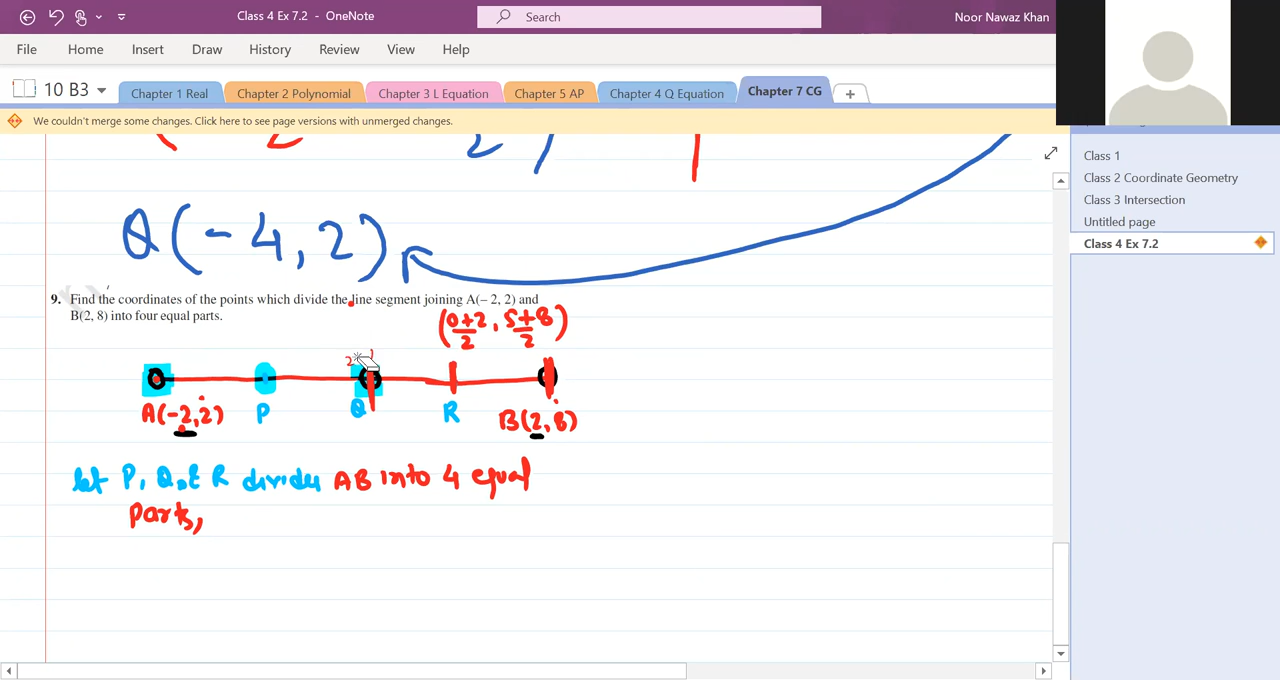 Class 4 Ex 7.2 - OneNote
Search
Noor Nawaz Khan
File Home Insert Draw History Review View Help
10 B3
Chapter 1 Real
Chapter 2 Polynomial
Chapter 3 L Equation
Chapter 5 AP
Chapter 4 Q Equation
Chapter 7 CG
We couldn't merge some changes. Click here to see page versions with unmerged changes.
Class 1
Class 2 Coordinate Geometry
Class 3 Intersection
Untitled page
Class 4 Ex 7.2
2
Q(-4, 2)
9. Find the coordinates of the points which divide the line segment joining A(– 2, 2) and
B(2, 8) into four equal parts.
(0+2/2, 5+8/2)
A(-2, 2) P Q R B(2, 8)
let P, Q, & R divides AB into 4 equal
Parts,